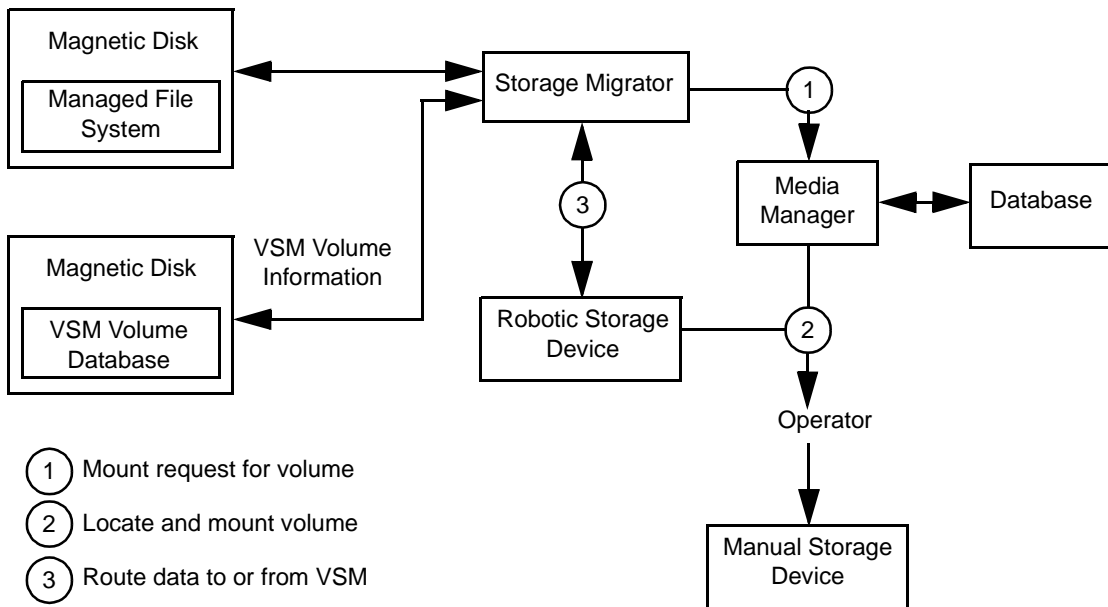 Magnetic Disk
Managed File
System
Storage Migrator
1
Media
Manager
Database
3
Magnetic Disk
VSM Volume
Database
VSM Volume
Information
Robotic Storage
Device
2
Operator
Manual Storage
Device
1 Mount request for volume
2 Locate and mount volume
3 Route data to or from VSM